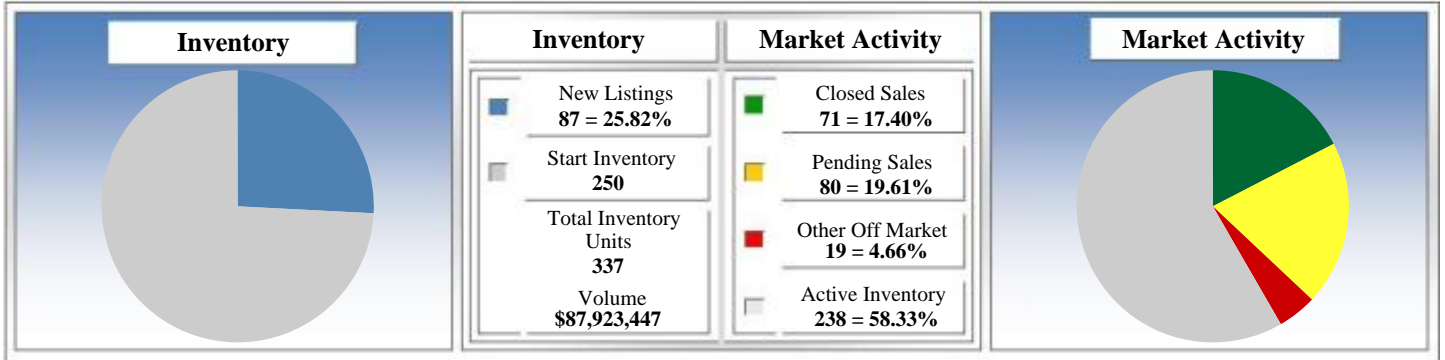 Inventory
Inventory
Market Activity
New Listings
87 = 25.82%
Start Inventory
250
Total Inventory
Units
337
Volume
$87,923,447
Closed Sales
71 = 17.40%
Pending Sales
80 = 19.61%
Other Off Market
19 = 4.66%
Active Inventory
238 = 58.33%
Market Activity